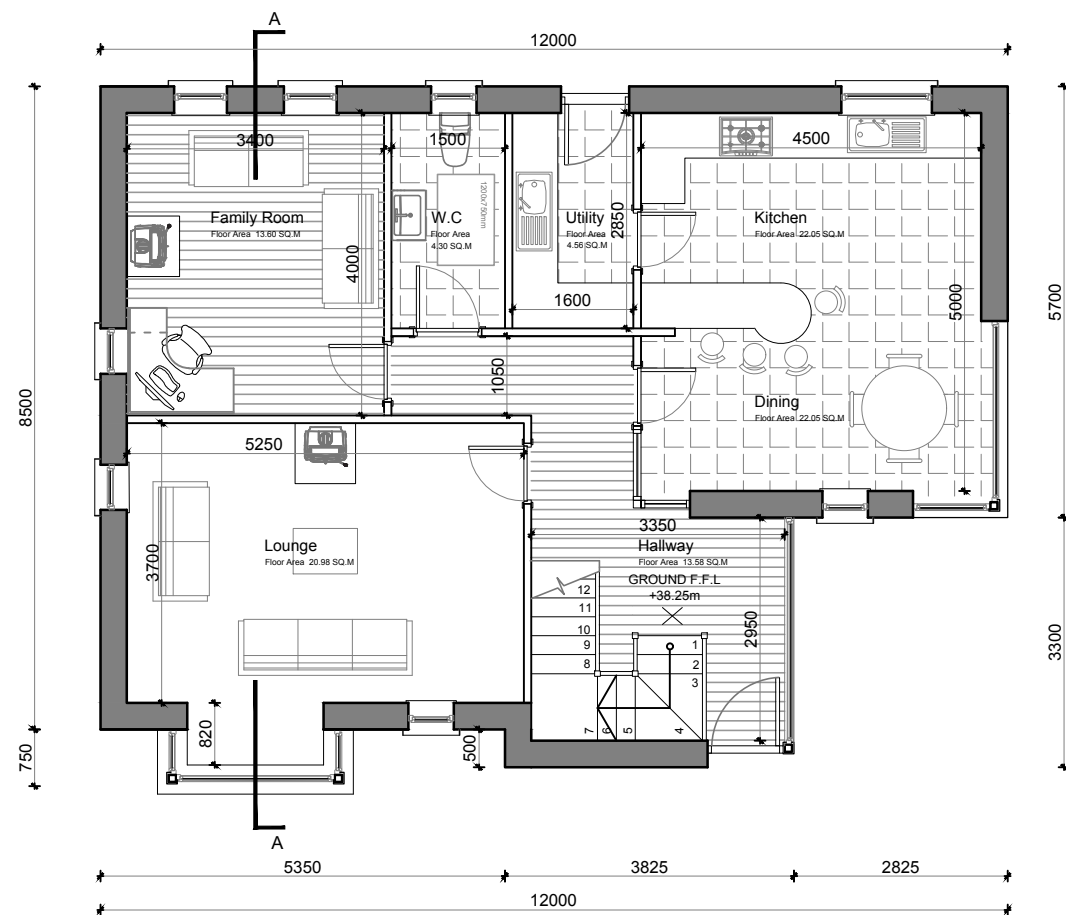 A
12000
3400
1500
4500
1200x750mm
Family Room
Floor Area 13.60 SQ.M
W.C
Floor Area
4.30 SQ.M
Utility
Floor Area
4.56 SQ.M
2850
Kitchen
Floor Area 22.05 SQ.M
4000
1600
5000
5700
8500
1050
Dining
Floor Area 22.05 SQ.M
5250
3350
Lounge
Floor Area 20.98 SQ.M
3700
Hallway
Floor Area 13.58 SQ.M
GROUND F.F.L
+38.25m
12
11
10
9
8
7
6
5
4
3
2
1
2950
3300
820
500
750
A
5350
3825
2825
12000